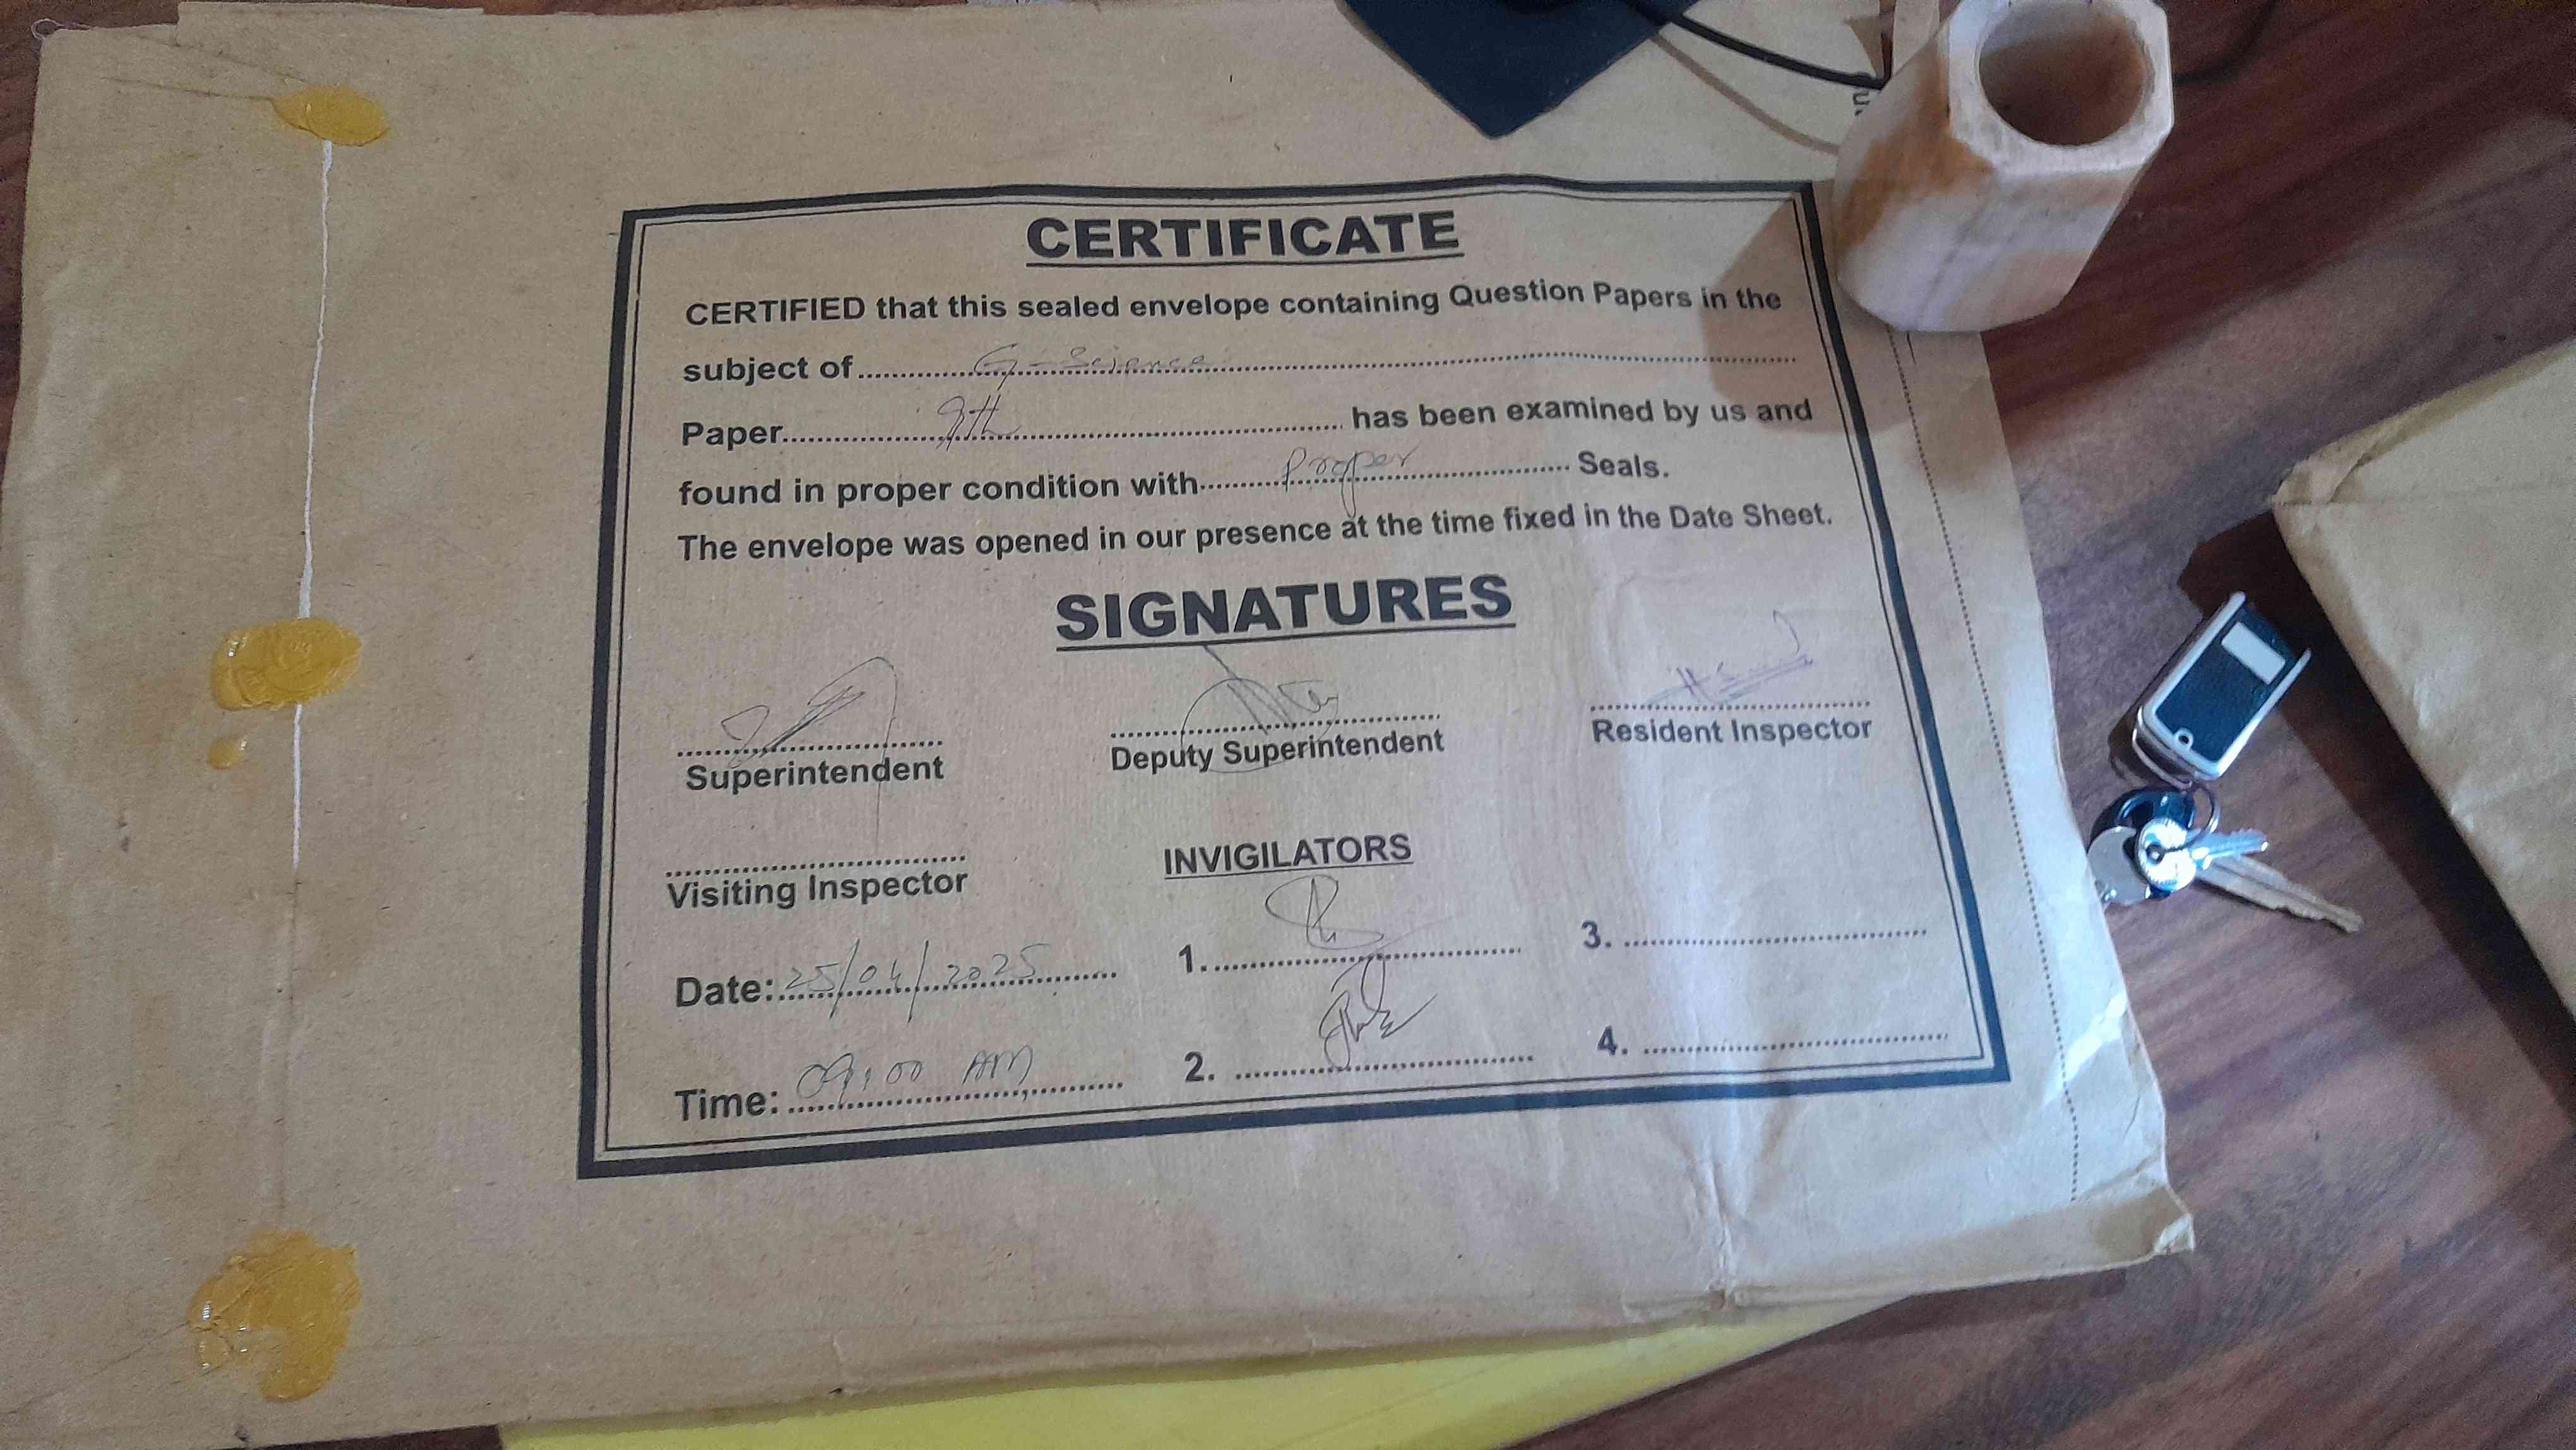 CERTIFICATE
CERTIFIED that this sealed envelope containing Question Papers in the
subject of G-Science
Paper 9th has been examined by us and
found in proper condition with Proper Seals.
The envelope was opened in our presence at the time fixed in the Date Sheet.
SIGNATURES
Superintendent
Deputy Superintendent
Resident Inspector
Visiting Inspector
INVIGILATORS
Date: 25/04/2025
1.
3.
Time: 09:00 AM
2.
4.